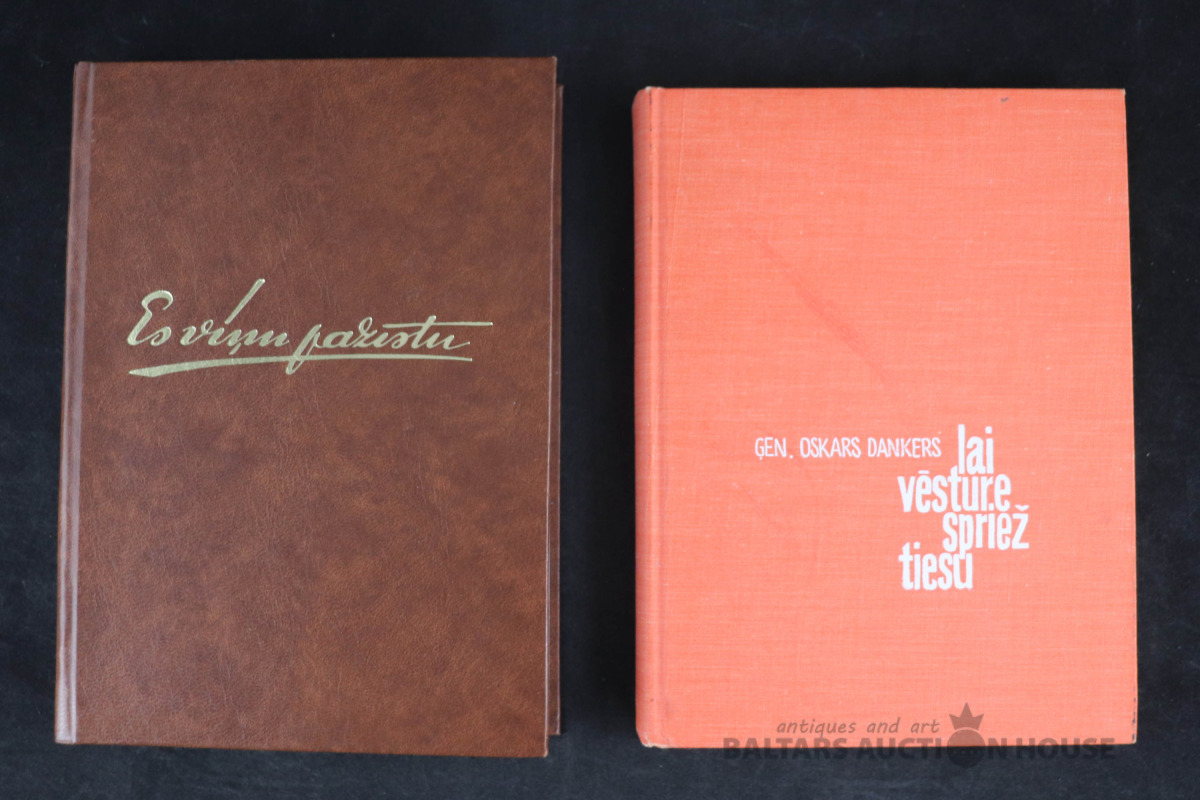 Es viņu pazīstu
ĢEN. OSKARS DANKERS lai
vēsture
spriež
tiesu
antiques and art
BALTARS AUCTION HOUSE